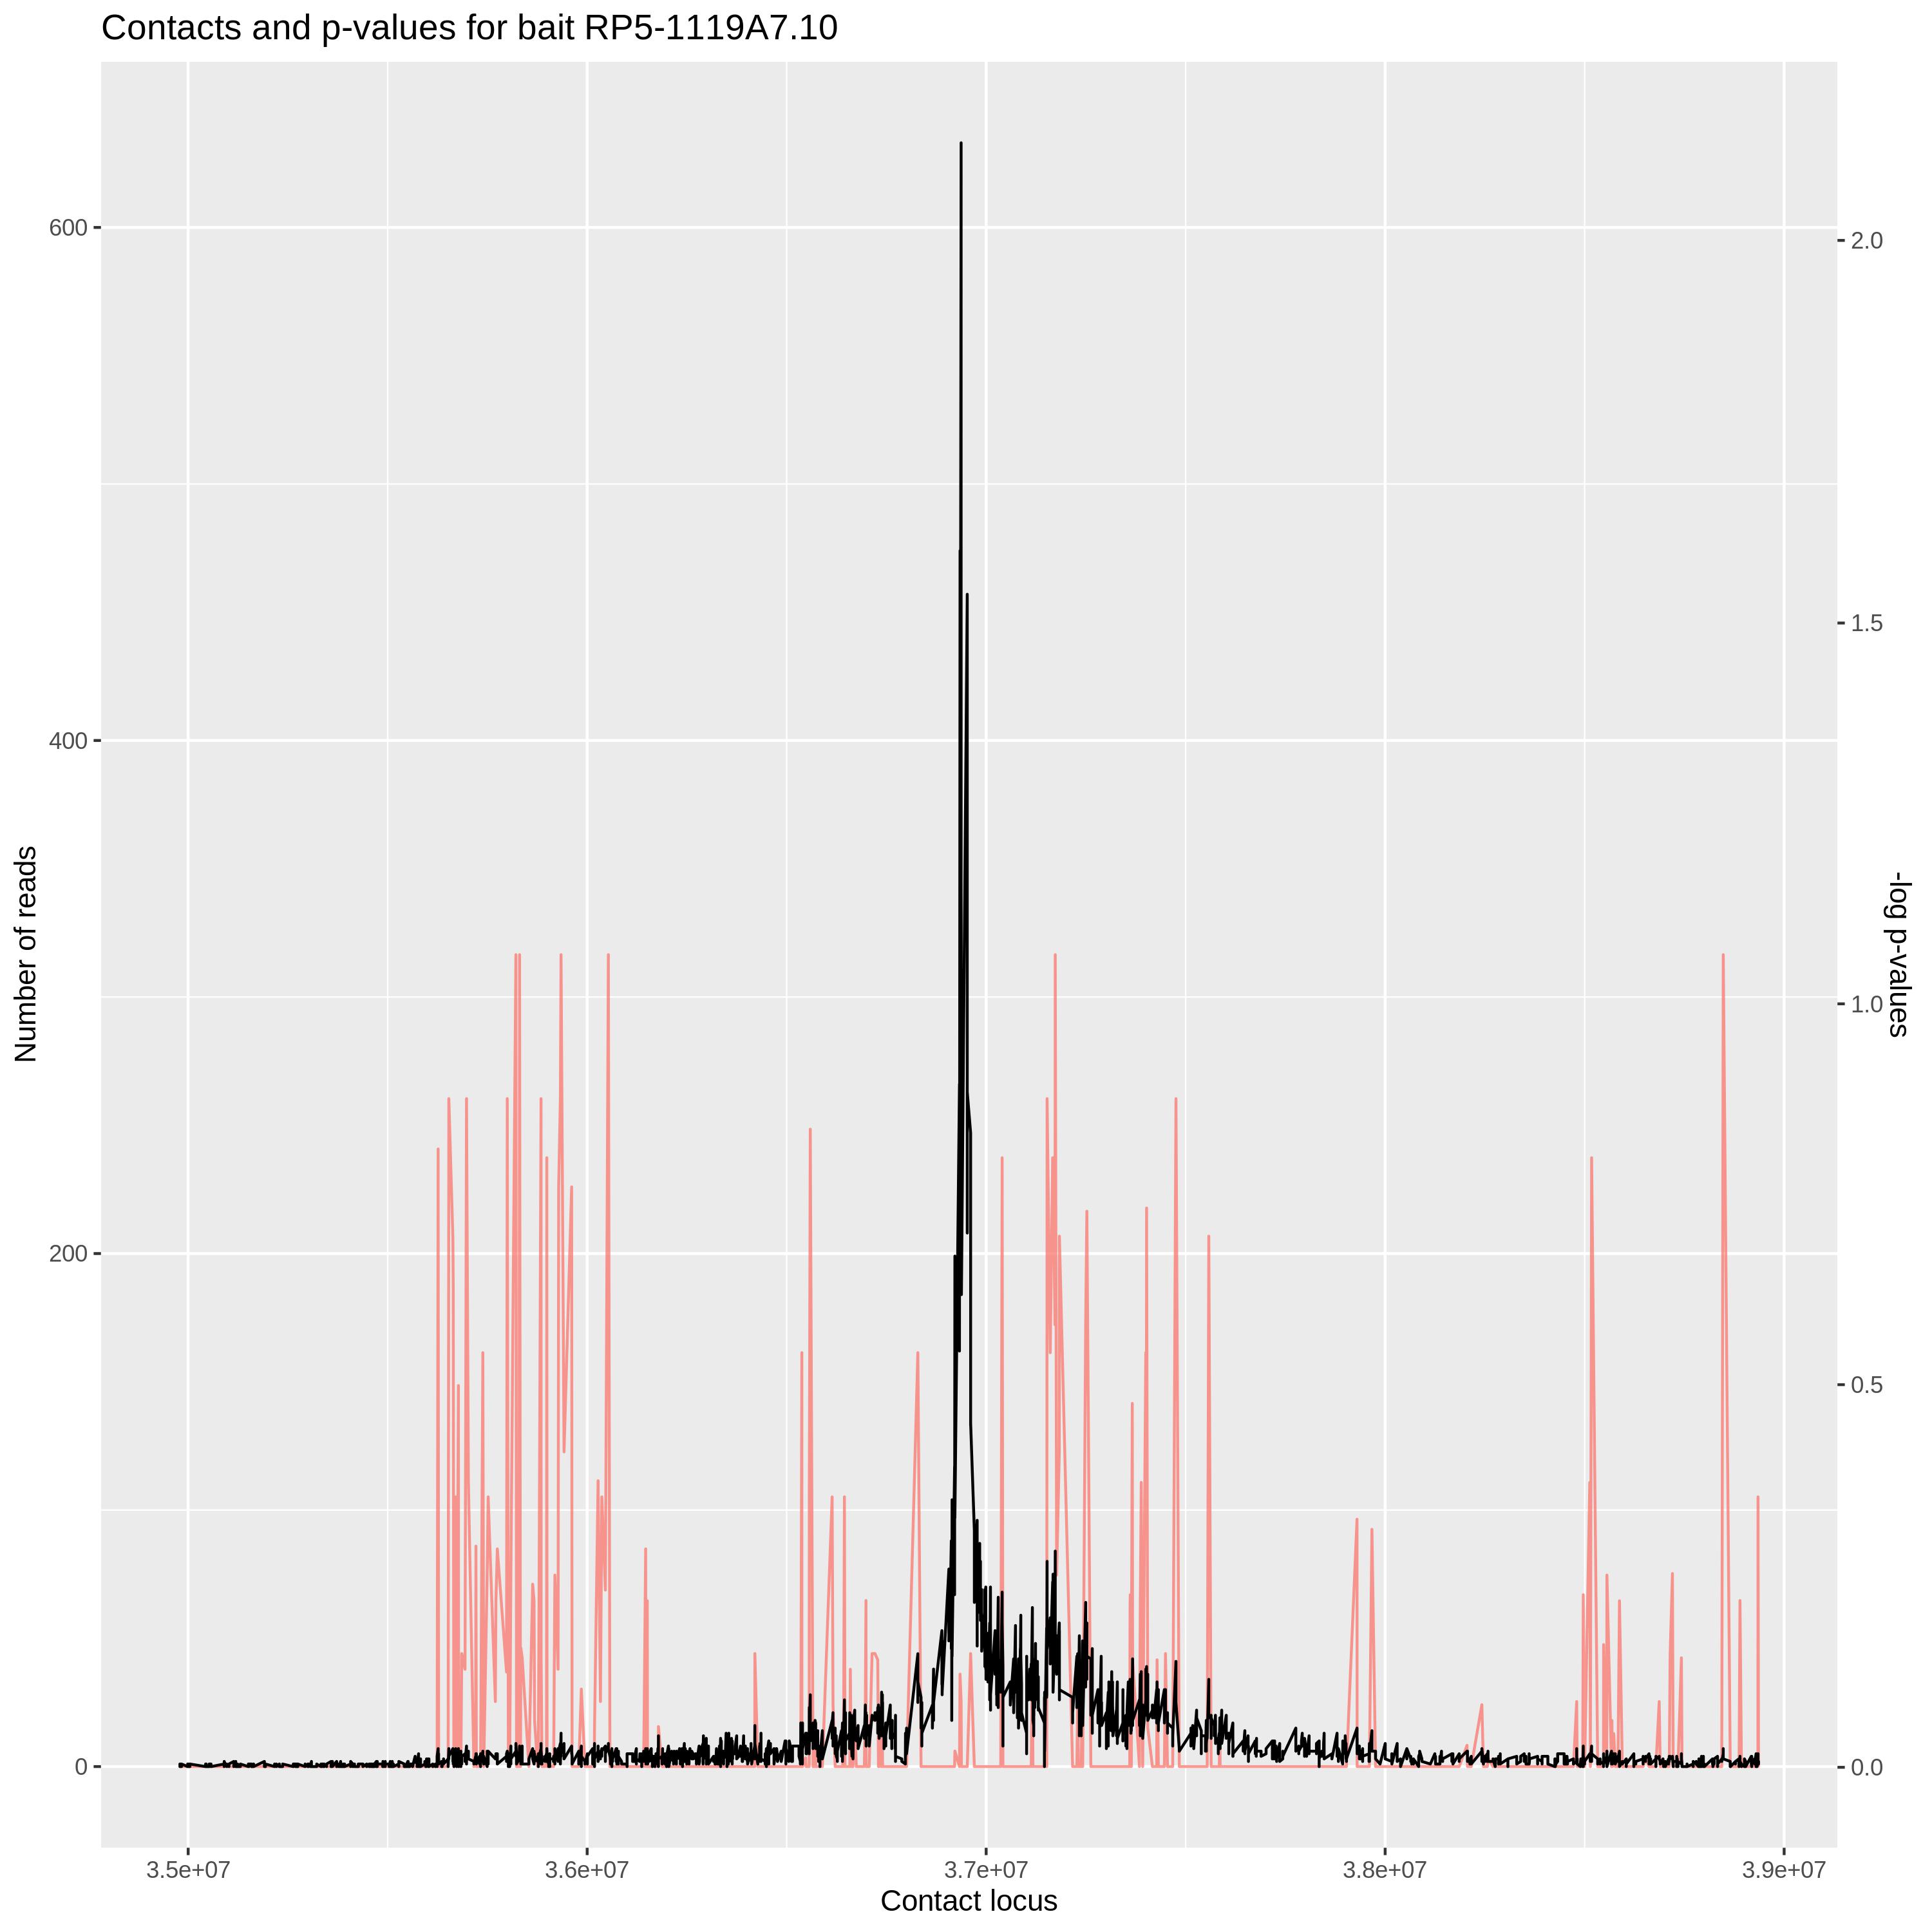 Contacts and p-values for bait RP5-1119A7.10
600
400
200
0
Number of reads
2.0
1.5
1.0
0.5
0.0
-log p-values
3.5e+07
3.6e+07
3.7e+07
3.8e+07
3.9e+07
Contact locus